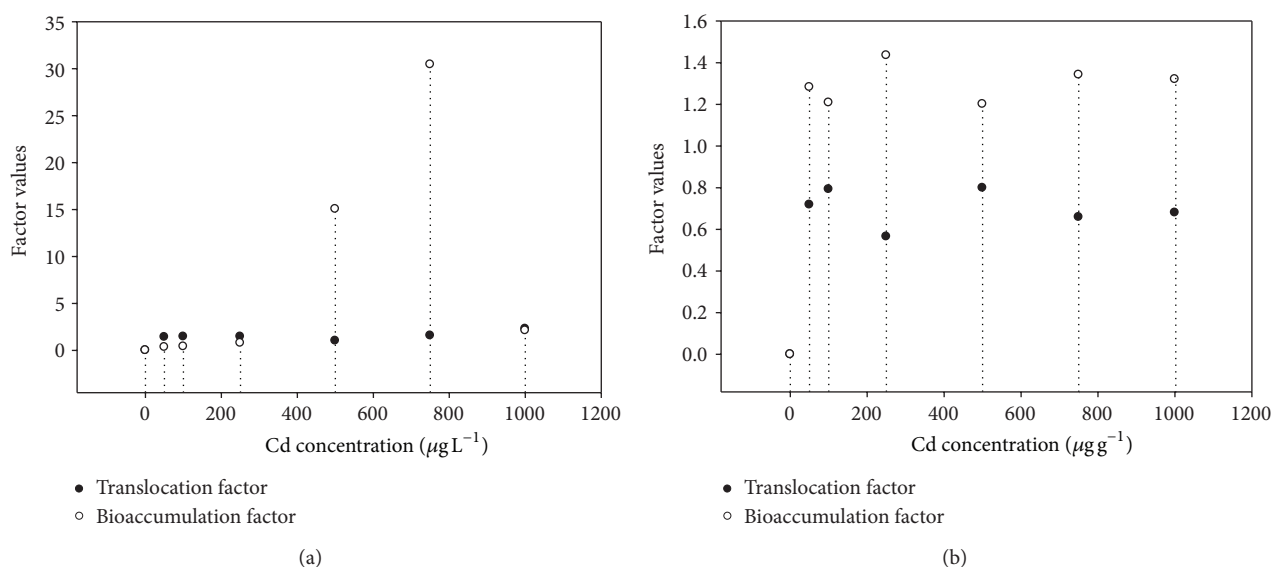 35
30
25
20
15
10
5
0
Factor values
0 200 400 600 800 1000 1200
Cd concentration (μg L⁻¹)
Translocation factor
Bioaccumulation factor
(a)
1.6
1.4
1.2
1.0
0.8
0.6
0.4
0.2
0.0
Factor values
0 200 400 600 800 1000 1200
Cd concentration (μg g⁻¹)
Translocation factor
Bioaccumulation factor
(b)